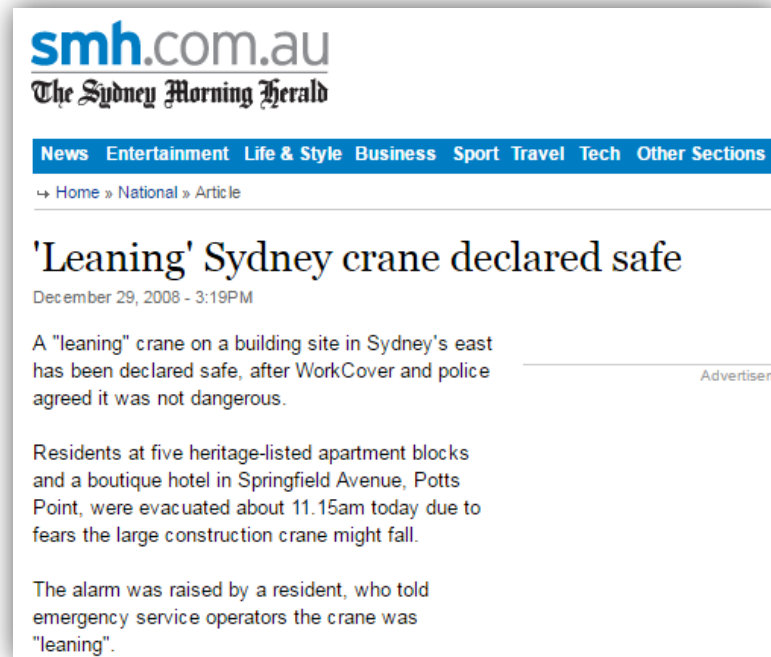 smh.com.au
The Sydney Morning Herald
News Entertainment Life & Style Business Sport Travel Tech Other Sections
↳ Home » National » Article
'Leaning' Sydney crane declared safe
December 29, 2008 - 3:19PM
A "leaning" crane on a building site in Sydney's east
has been declared safe, after WorkCover and police
agreed it was not dangerous.
Advertiser
Residents at five heritage-listed apartment blocks
and a boutique hotel in Springfield Avenue, Potts
Point, were evacuated about 11.15am today due to
fears the large construction crane might fall.
The alarm was raised by a resident, who told
emergency service operators the crane was
"leaning".